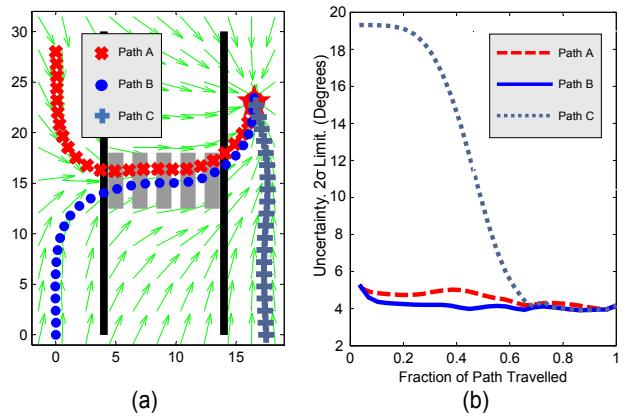 30
25
20
15
10
5
0
0 5 10 15
Path A
Path B
Path C
(a)
Uncertainty. 2σ Limit. (Degrees)
20
18
16
14
12
10
8
6
4
2
0 0.2 0.4 0.6 0.8 1
Fraction of Path Travelled
Path A
Path B
Path C
(b)